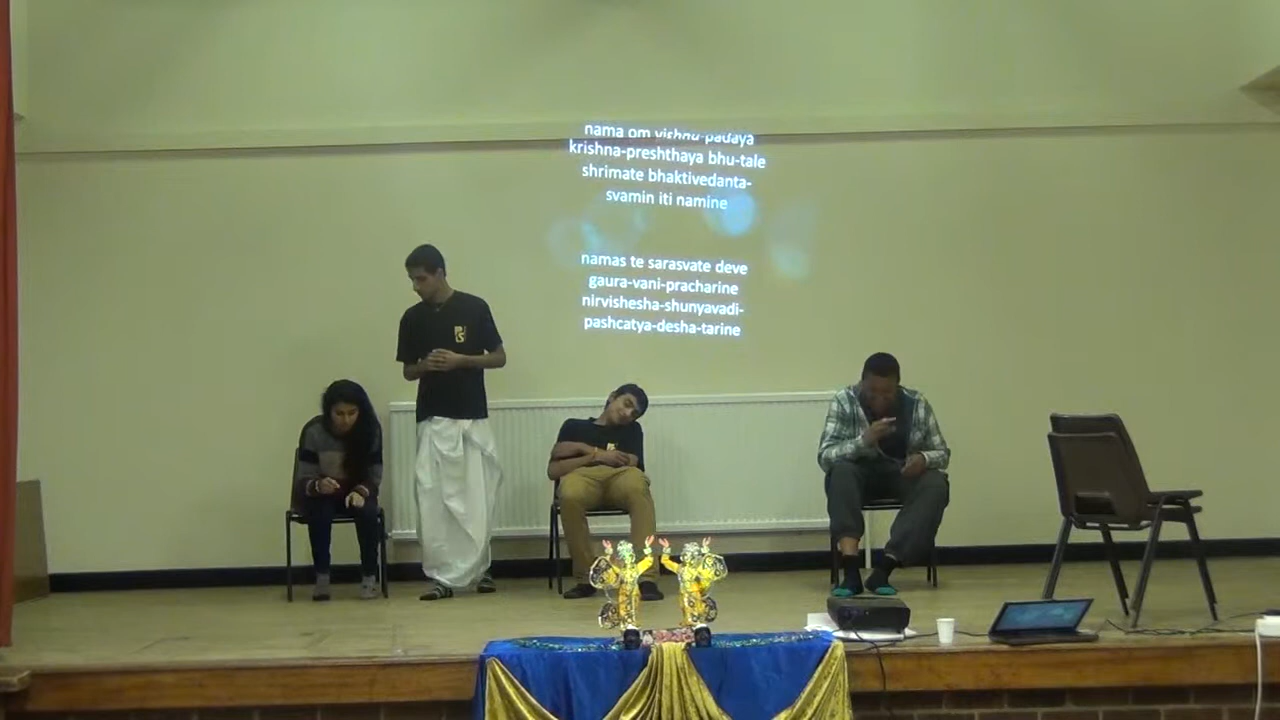 nama om vishnu-padaya
krishna-preshthaya bhu-tale
shrimate bhaktivedanta-
svamin iti namine
namas te sarasvate deve
gaura-vani-pracharine
nirvishesha-shunyavadi-
pashcatya-desha-tarine